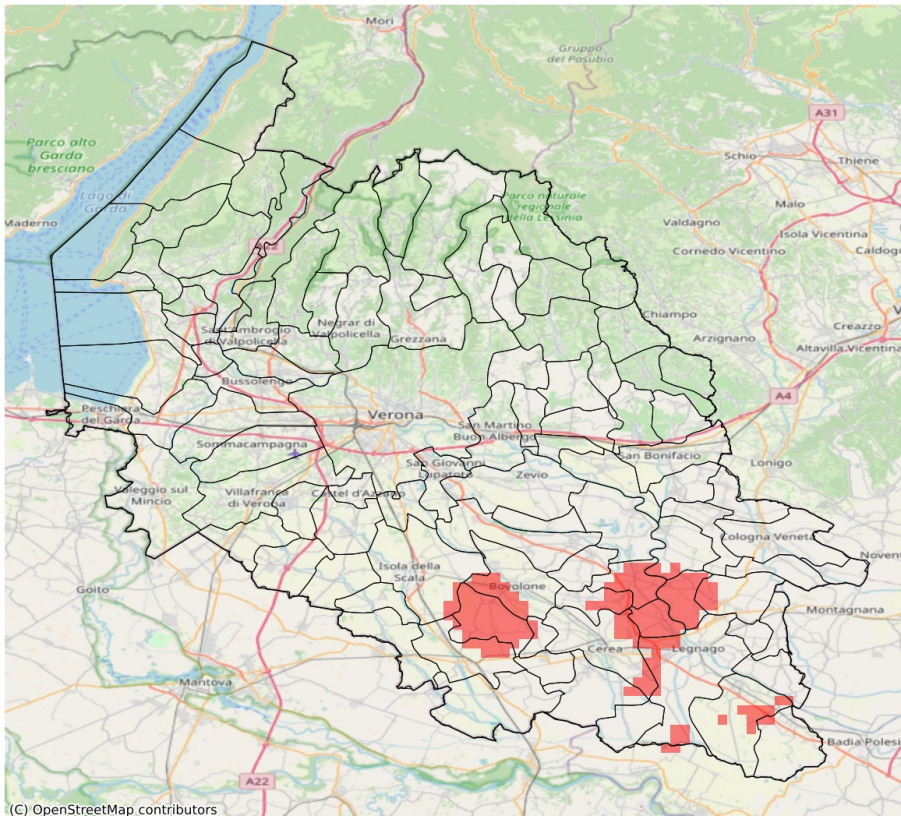 Mori
Gruppo
del Pasubio
A31
Parco alto
Garda
bresciano
Schio
Thiene
Lago di
Garda
Parco naturale
regionale
della Lessinia
Malo
Maderno
Valdagno
Isola Vicentina
A22
Cornedo Vicentino
Caldogn
Chiampo
Sant'Ambrogio
di Valpolicella
Negrar di
Valpolicella
Grezzana
Arzignano
Creazzo
Altavilla Vicentina
Bussolengo
A4
Peschiera
del Garda
Verona
San Martino
Buon Albergo
Sommacampagna
San Giovanni
Lupatoto
San Bonifacio
Lonigo
Zevio
Valeggio sul
Mincio
Villafranca
di Verona
Castel d'Azzano
Cologna Veneta
Novent
Isola della
Scala
Goito
Bovolone
Montagnana
Cerea
Legnago
Mantova
Badia Polesi
A22
(C) OpenStreetMap contributors